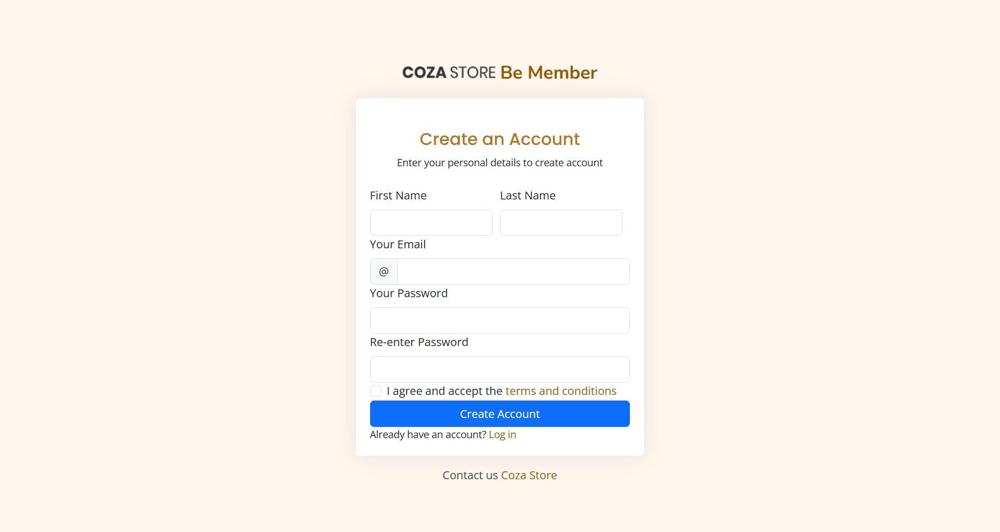 COZA STORE Be Member
Create an Account
Enter your personal details to create account
First Name Last Name
Your Email
@
Your Password
Re-enter Password
I agree and accept the terms and conditions
Create Account
Already have an account? Log in
Contact us Coza Store